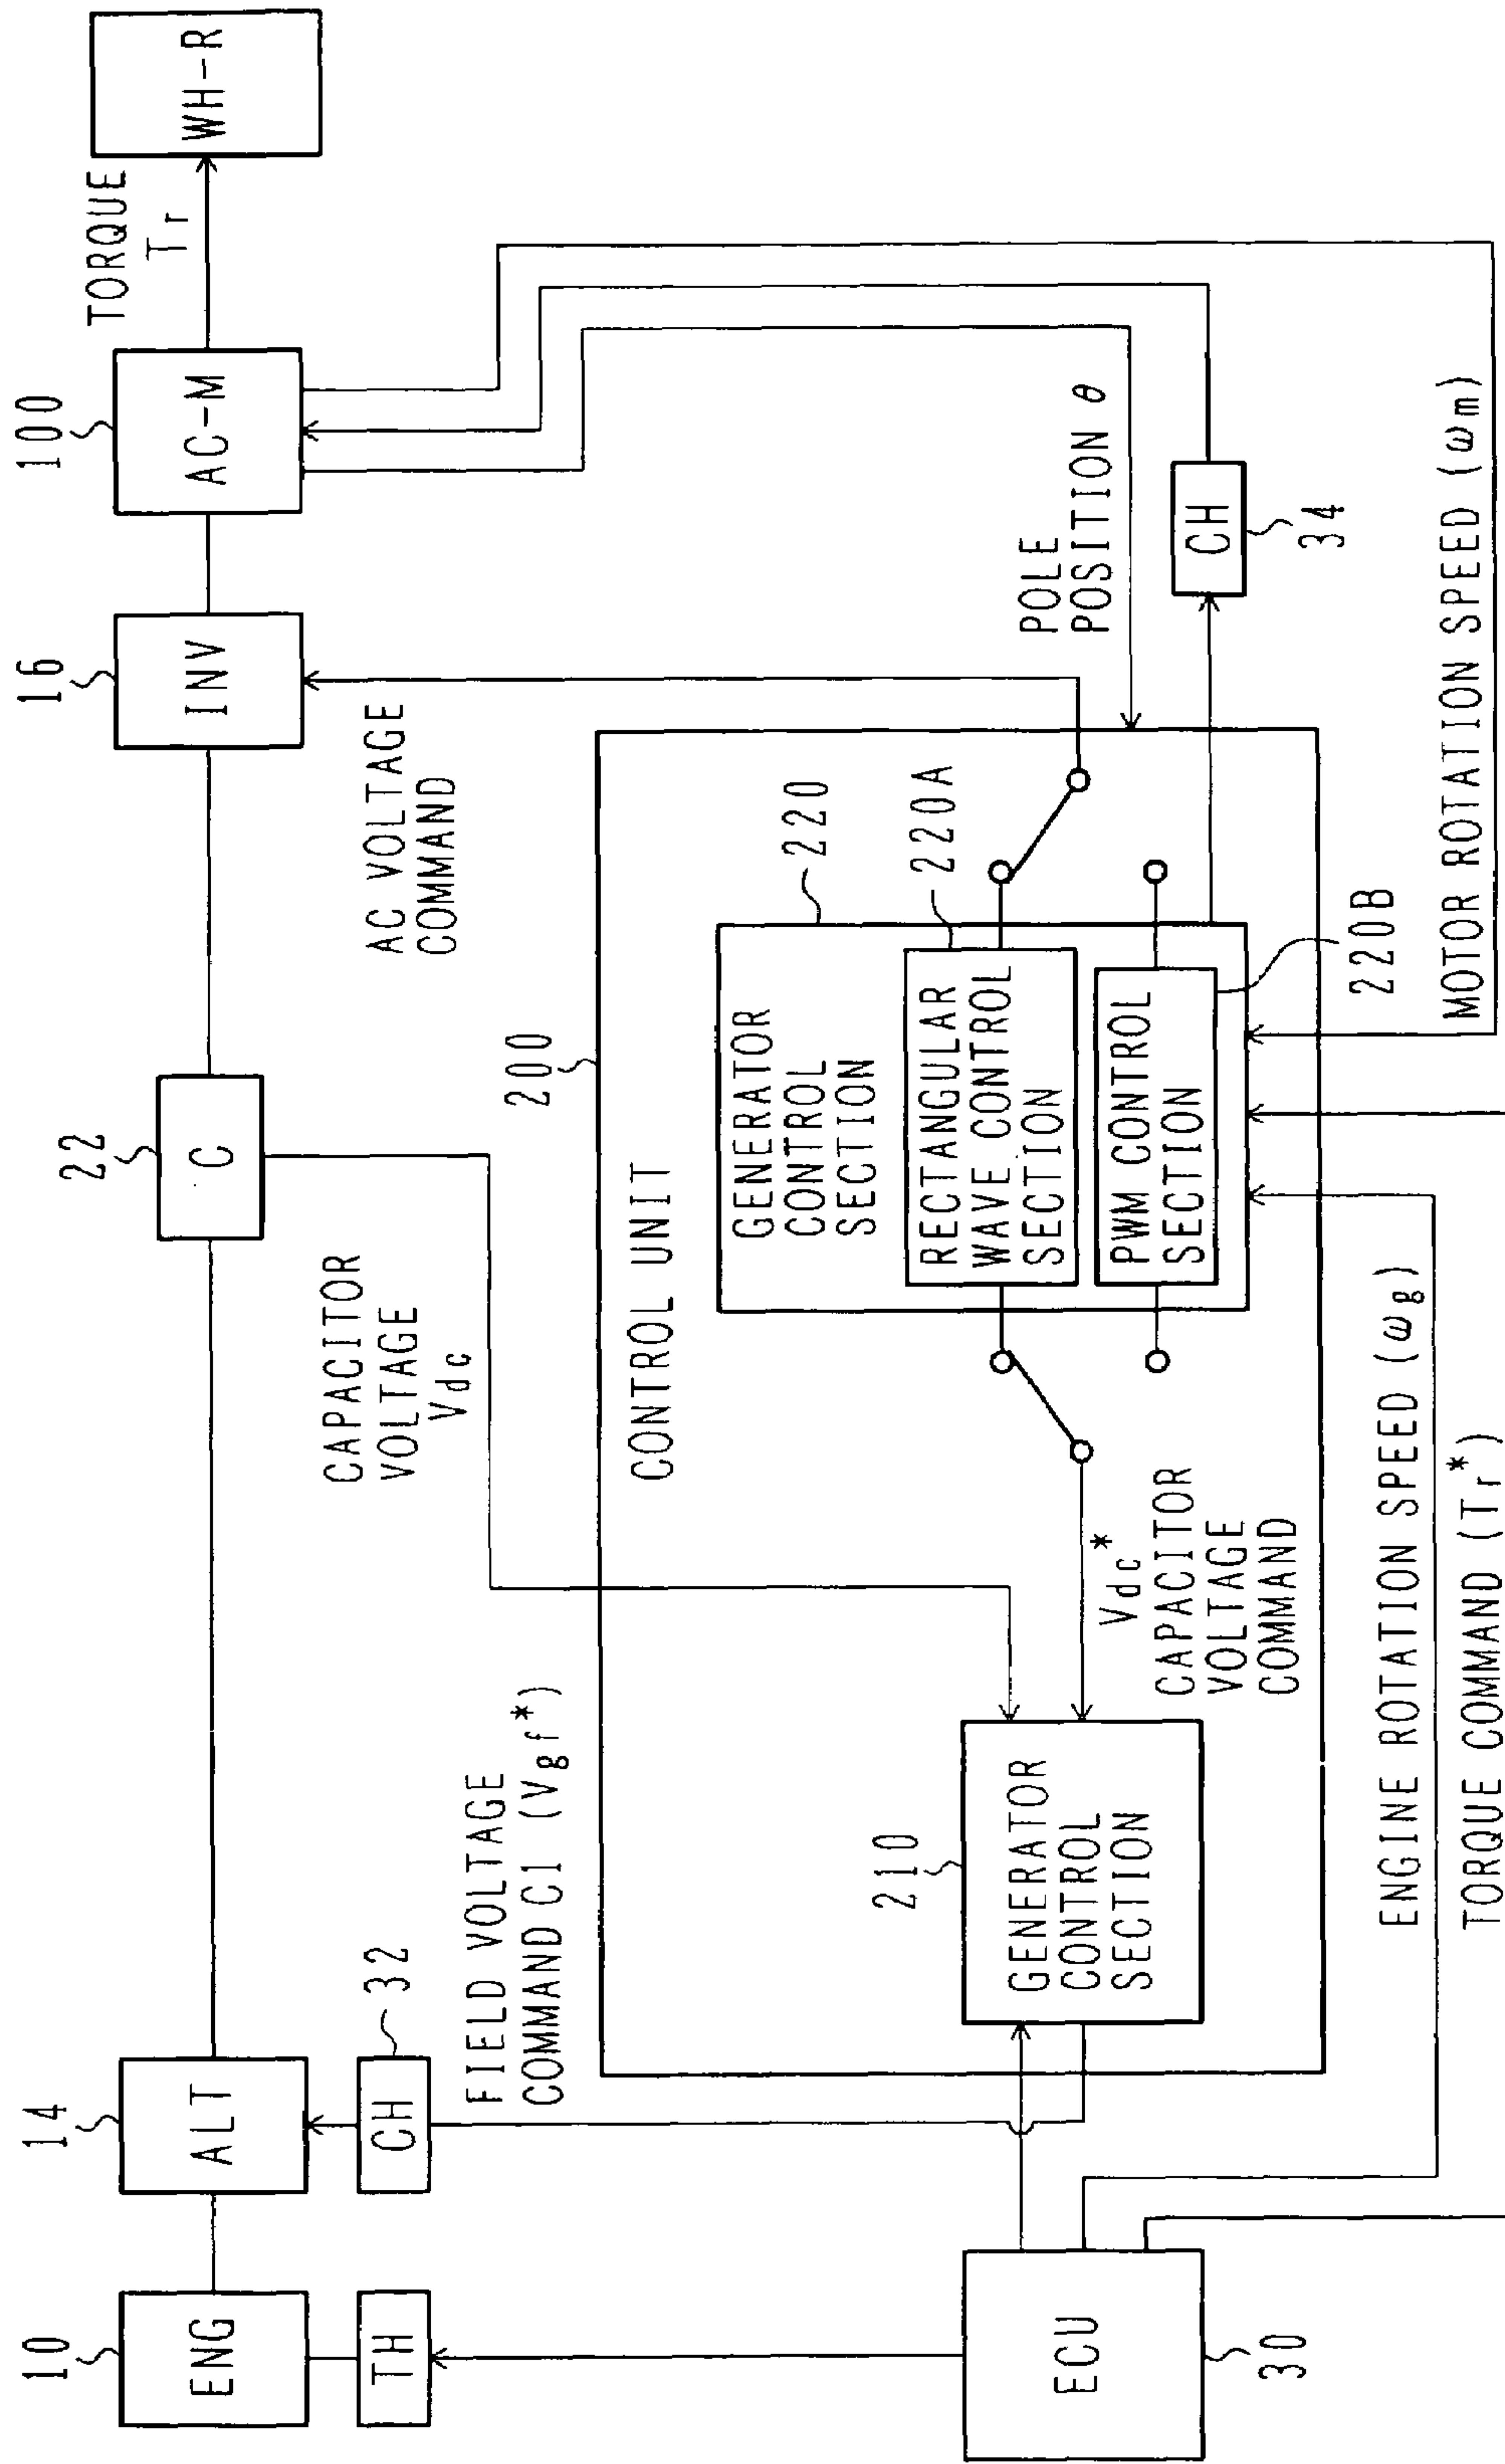 10
ENG
TH
14
ALT
CH
32
22
C
16
INV
100
AC-M
TORQUE
Tr
WH-R
CAPACITOR
VOLTAGE
Vdc
AC VOLTAGE
COMMAND
FIELD VOLTAGE
COMMAND C1 (Vgf*)
200
CONTROL UNIT
210
GENERATOR
CONTROL
SECTION
Vdc*
CAPACITOR
VOLTAGE
COMMAND
220
GENERATOR
CONTROL
SECTION
220A
RECTANGULAR
WAVE CONTROL
SECTION
PWM CONTROL
SECTION
220B
POLE
POSITION θ
CH
34
ECU
30
ENGINE ROTATION SPEED (ωg)
MOTOR ROTATION SPEED (ωm)
TORQUE COMMAND (Tr*)